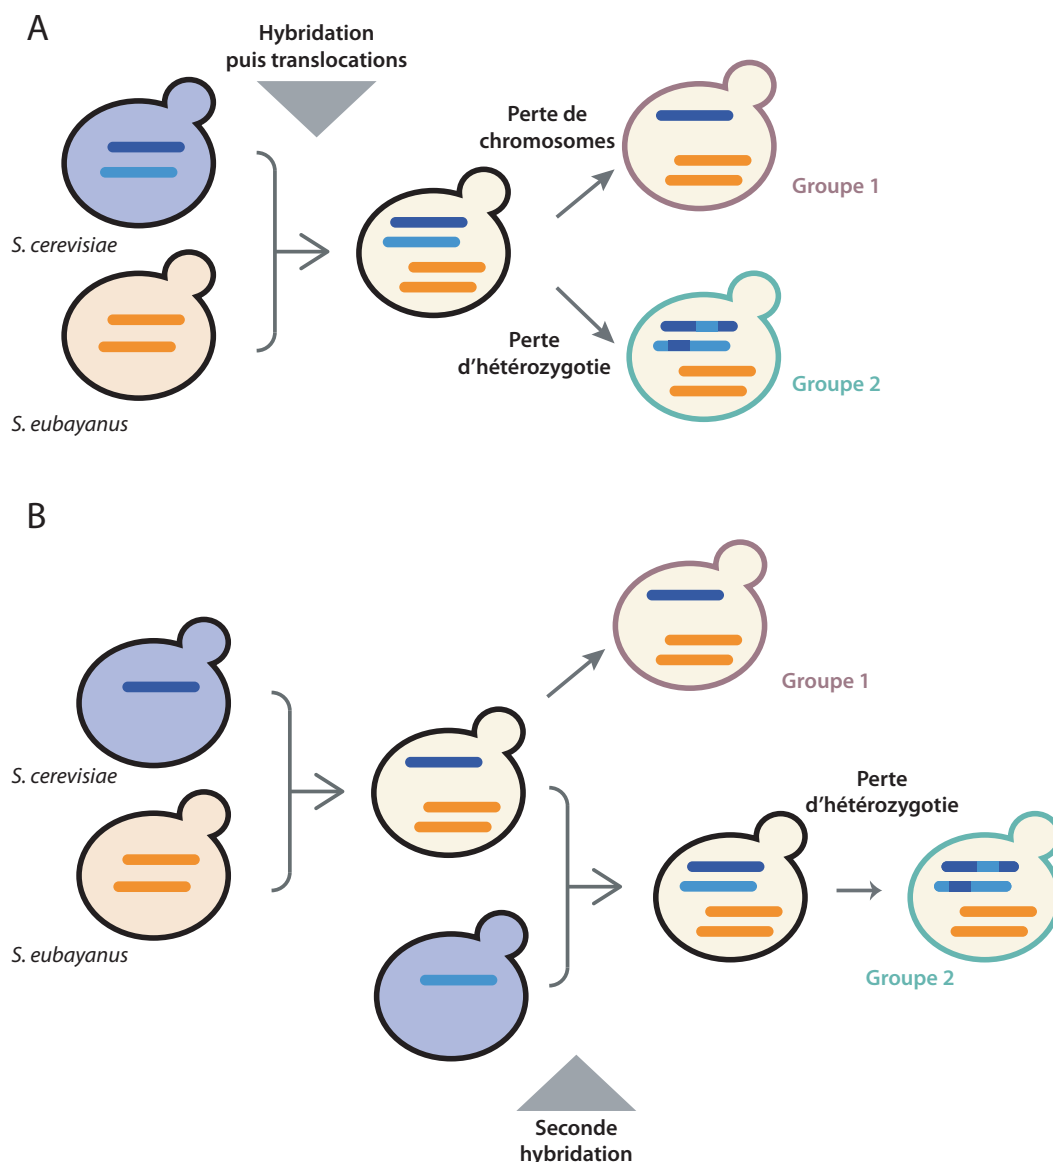 A
Hybridation
puis translocations
S. cerevisiae
S. eubayanus
Perte de
chromosomes
Groupe 1
Perte
d'hétérozygotie
Groupe 2
B
S. cerevisiae
S. eubayanus
Groupe 1
Perte
d'hétérozygotie
Groupe 2
Seconde
hybridation